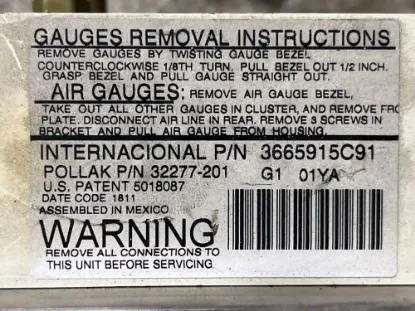 GAUGES REMOVAL INSTRUCTIONS
REMOVE GAUGES BY TWISTING GAUGE BEZEL
COUNTERCLOCKWISE 1/8TH TURN. PULL BEZEL OUT 1/2 INCH.
GRASP BEZEL AND PULL GAUGE STRAIGHT OUT.
AIR GAUGES: REMOVE AIR GAUGE BEZEL,
TAKE OUT ALL OTHER GAUGES IN CLUSTER, AND REMOVE FRO
PLATE. DISCONNECT AIR LINE IN REAR. REMOVE 3 SCREWS IN
BRACKET AND PULL AIR GAUGE FROM HOUSING.
INTERNACIONAL P/N 3665915C91
POLLAK P/N 32277-201 G1 01YA
U.S. PATENT 5018087
DATE CODE 1811
ASSEMBLED IN MEXICO
WARNING
REMOVE ALL CONNECTIONS TO
THIS UNIT BEFORE SERVICING